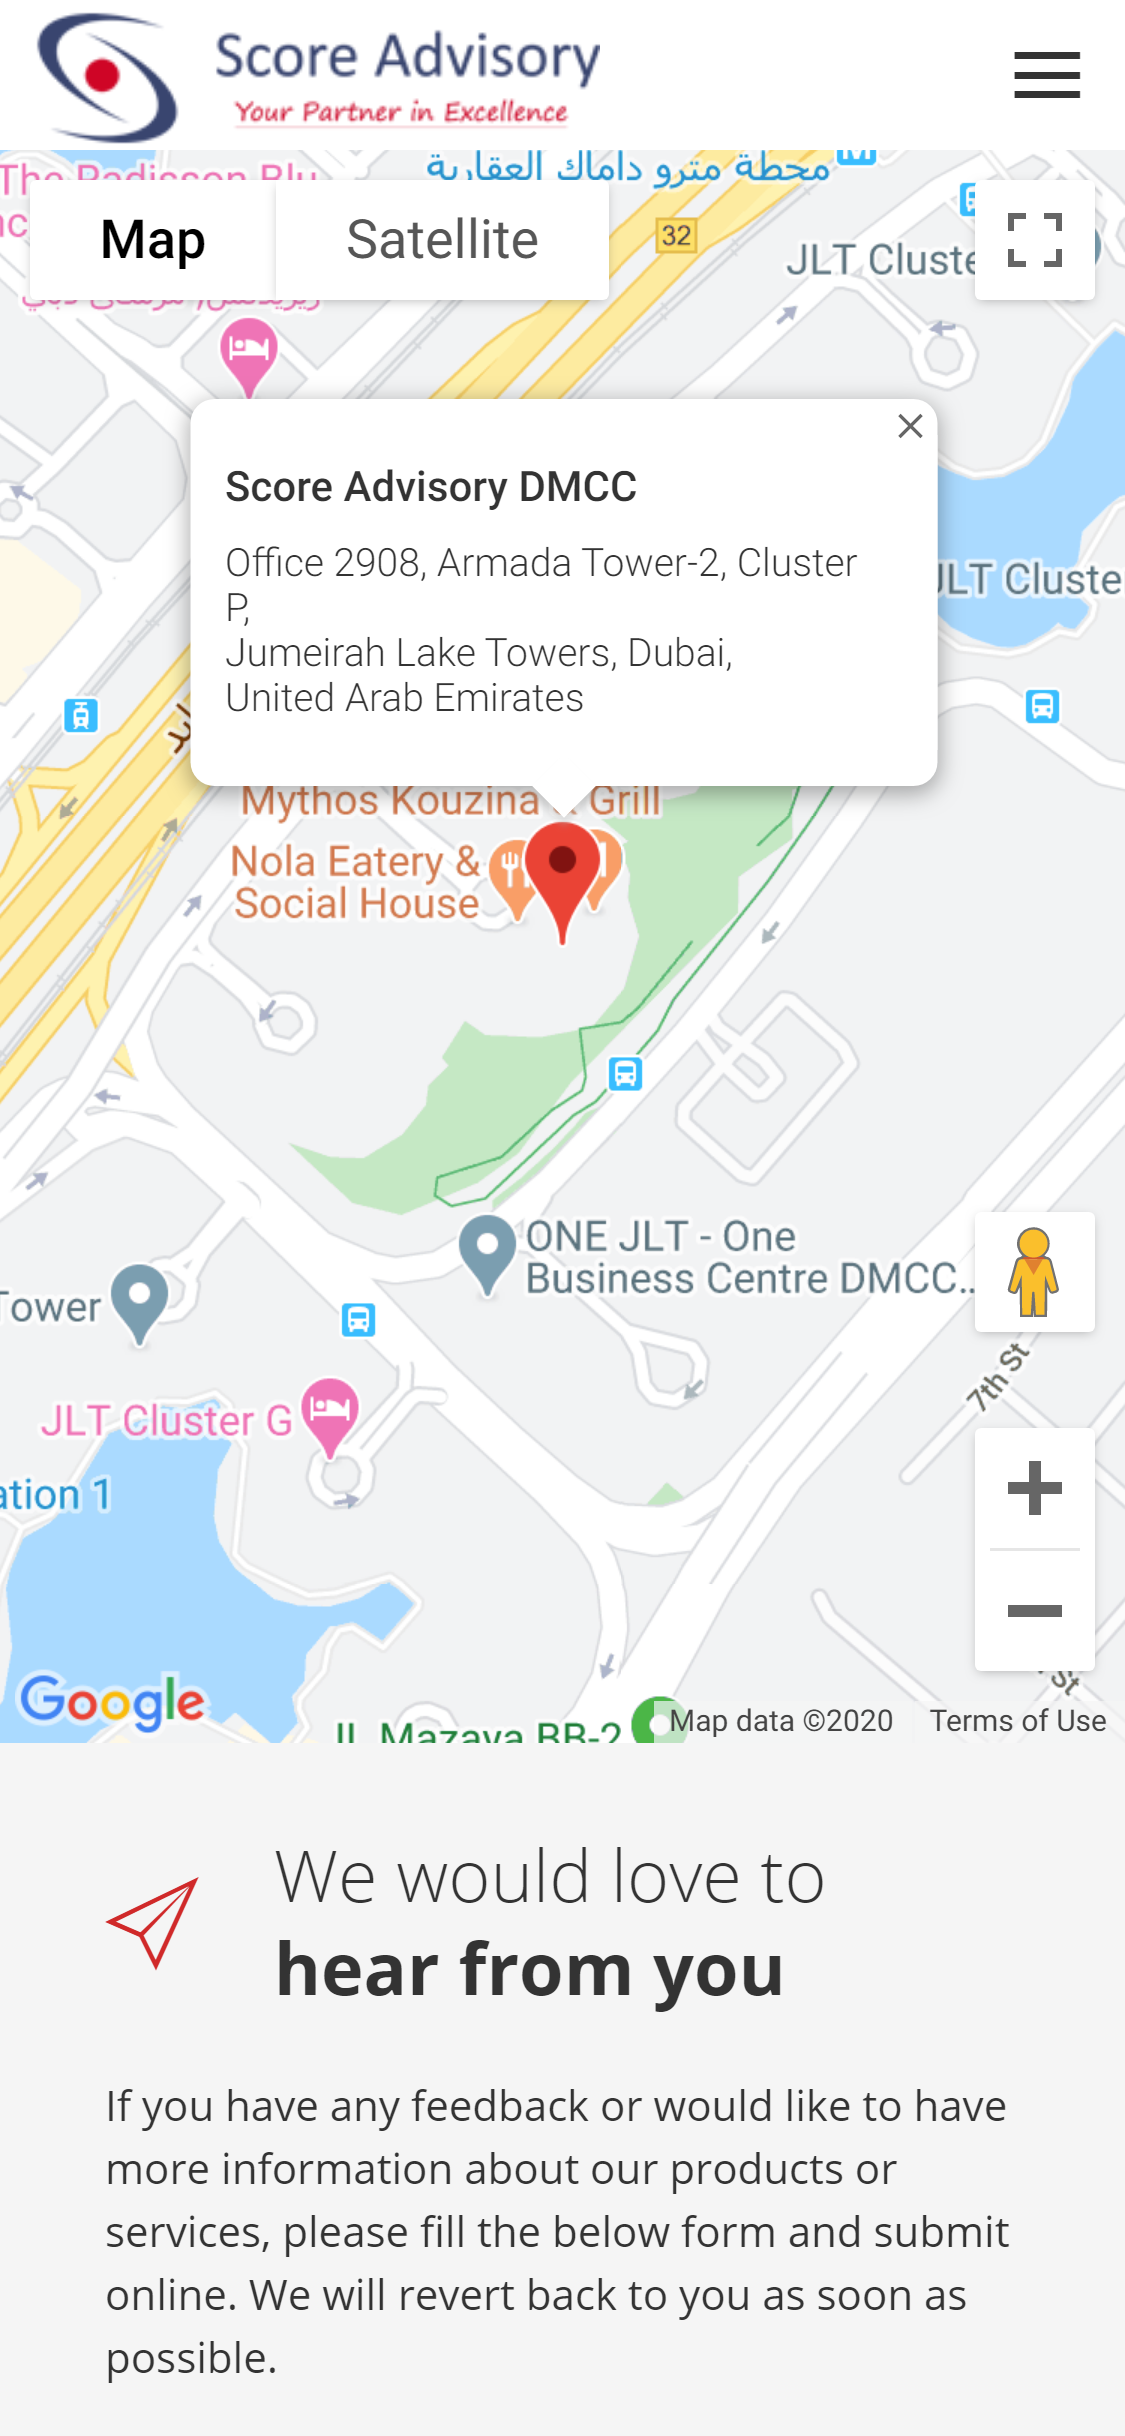 Score Advisory
Your Partner in Excellence
محطة مترو داماك العقارية
Map
Satellite
32
JLT Cluste
Score Advisory DMCC
Office 2908, Armada Tower-2, Cluster
P,
Jumeirah Lake Towers, Dubai,
United Arab Emirates
JLT Cluste
Mythos Kouzina & Grill
Nola Eatery &
Social House
ONE JLT - One
Business Centre DMCC...
Tower
7th St
JLT Cluster G
ation 1
St
Google
Mazaya BB-2
Map data ©2020
Terms of Use
We would love to
hear from you
If you have any feedback or would like to have
more information about our products or
services, please fill the below form and submit
online. We will revert back to you as soon as
possible.